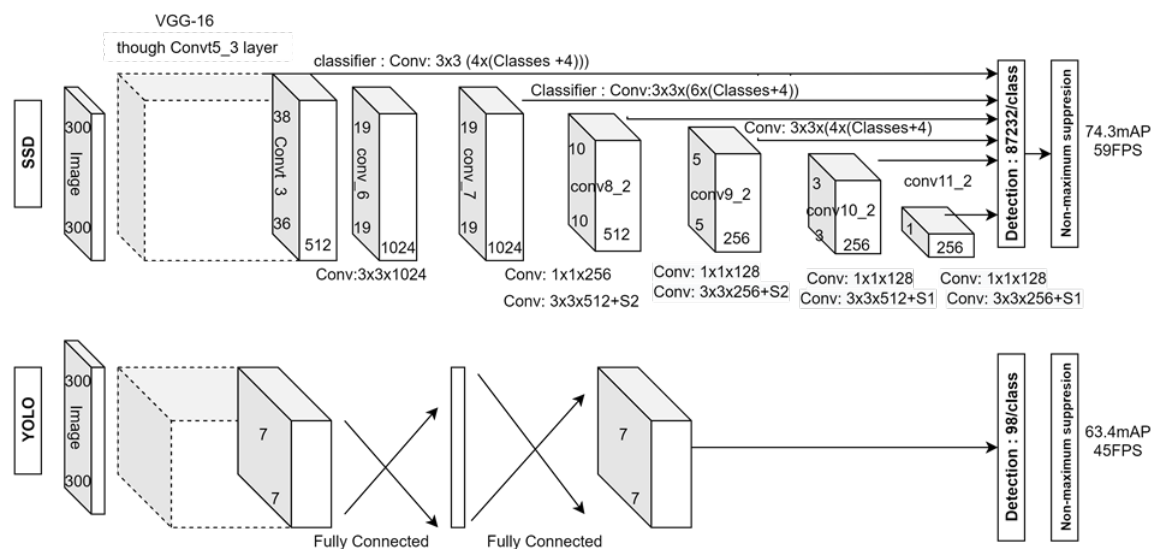 VGG-16
though Convt5_3 layer
classifier : Conv: 3x3 (4x(Classes +4)))
Classifier : Conv:3x3x(6x(Classes+4))
Conv: 3x3x(4x(Classes+4)
SSD
300
Image
300
38
Convt_3
36
512
19
conv_6
19
1024
Conv:3x3x1024
19
conv_7
19
1024
10
conv8_2
10
512
Conv: 1x1x256
Conv: 3x3x512+S2
5
conv9_2
5
256
Conv: 1x1x128
Conv: 3x3x256+S2
3
conv10_2
3
256
Conv: 1x1x128
Conv: 3x3x512+S1
conv11_2
1
256
Conv: 1x1x128
Conv: 3x3x256+S1
Detection : 87232/class
Non-maximum suppresion
74.3mAP
59FPS
YOLO
300
Image
300
7
7
Fully Connected
Fully Connected
7
7
Detection : 98/class
Non-maximum suppresion
63.4mAP
45FPS